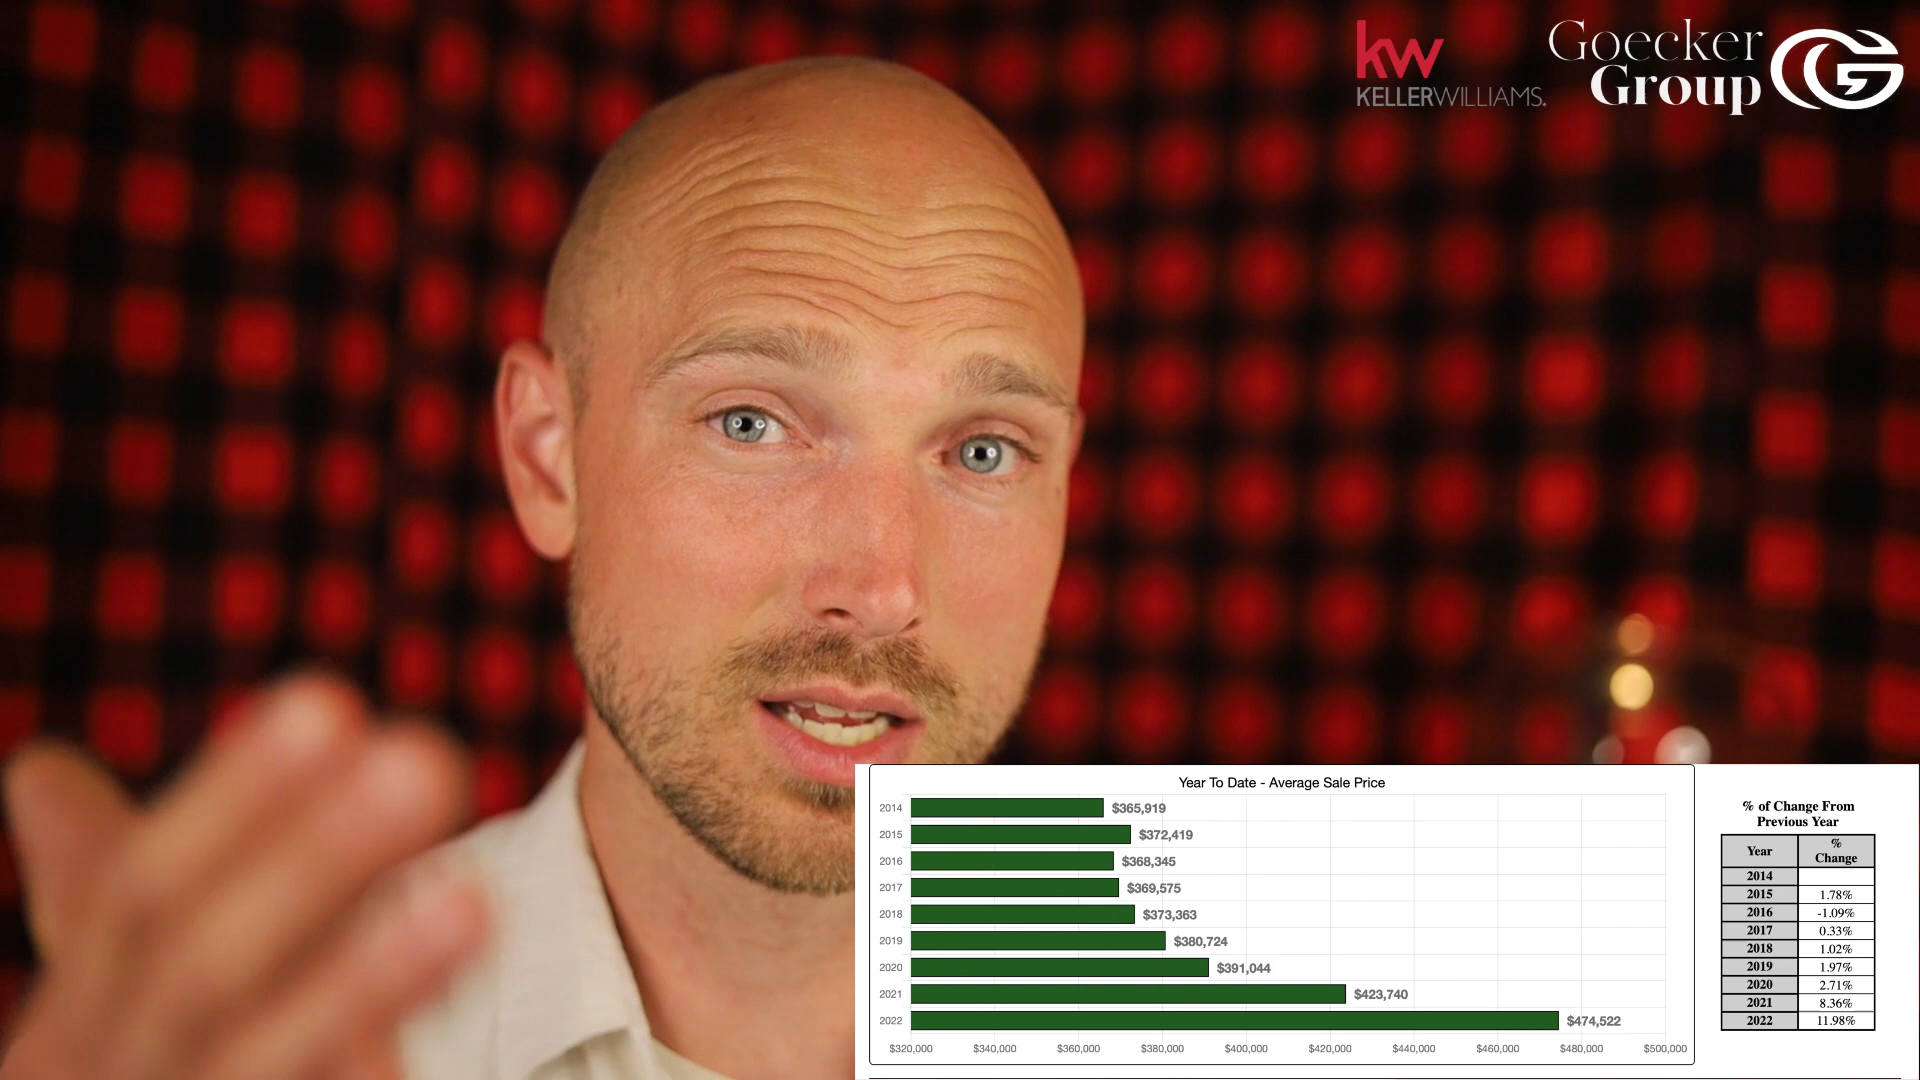 kw
KELLERWILLIAMS.
Goecker
Group
Year To Date - Average Sale Price
2014 $365,919
2015 $372,419
2016 $368,345
2017 $369,575
2018 $373,363
2019 $380,724
2020 $391,044
2021 $423,740
2022 $474,522
$320,000 $340,000 $360,000 $380,000 $400,000 $420,000 $440,000 $460,000 $480,000 $500,000
% of Change From
Previous Year
Year % Change
2014
2015 1.78%
2016 -1.09%
2017 0.33%
2018 1.02%
2019 1.97%
2020 2.71%
2021 8.36%
2022 11.98%